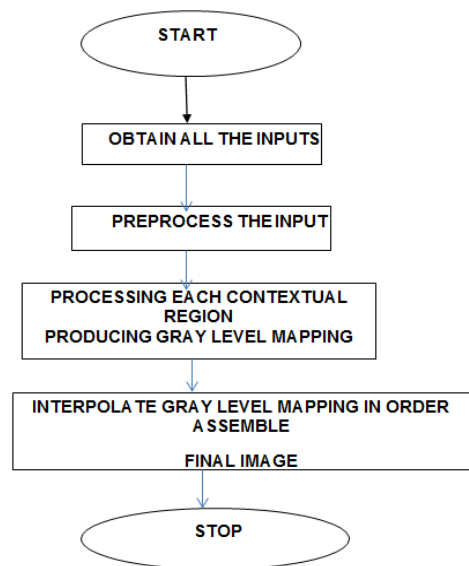 START
OBTAIN ALL THE INPUTS
PREPROCESS THE INPUT
PROCESSING EACH CONTEXTUAL
REGION
PRODUCING GRAY LEVEL MAPPING
INTERPOLATE GRAY LEVEL MAPPING IN ORDER
ASSEMBLE
FINAL IMAGE
STOP